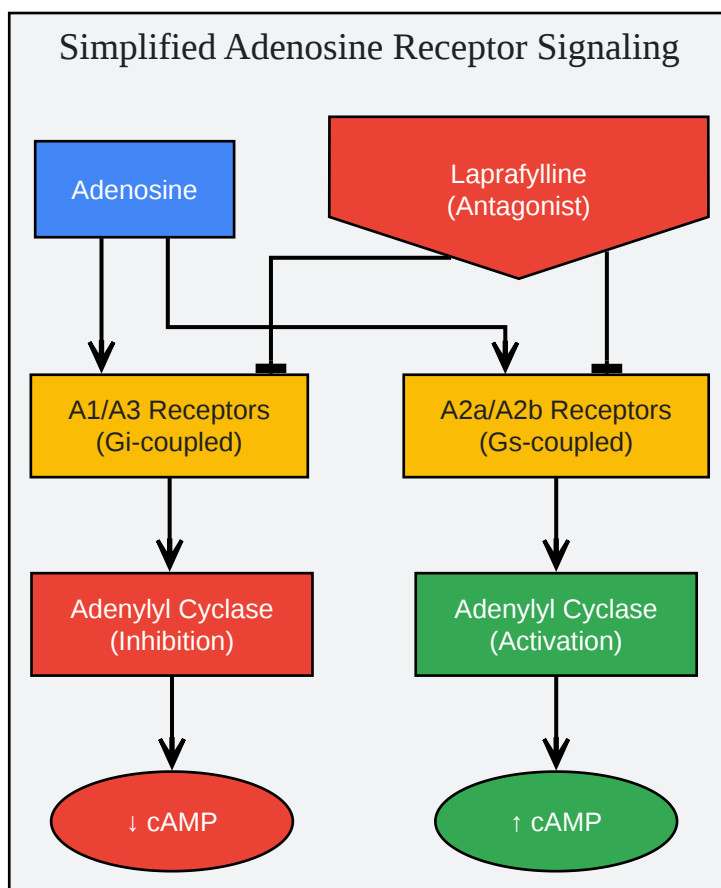 Simplified Adenosine Receptor Signaling
Adenosine
Laprafylline
(Antagonist)
A1/A3 Receptors
(Gi-coupled)
A2a/A2b Receptors
(Gs-coupled)
Adenylyl Cyclase
(Inhibition)
Adenylyl Cyclase
(Activation)
↓ cAMP
↑ cAMP